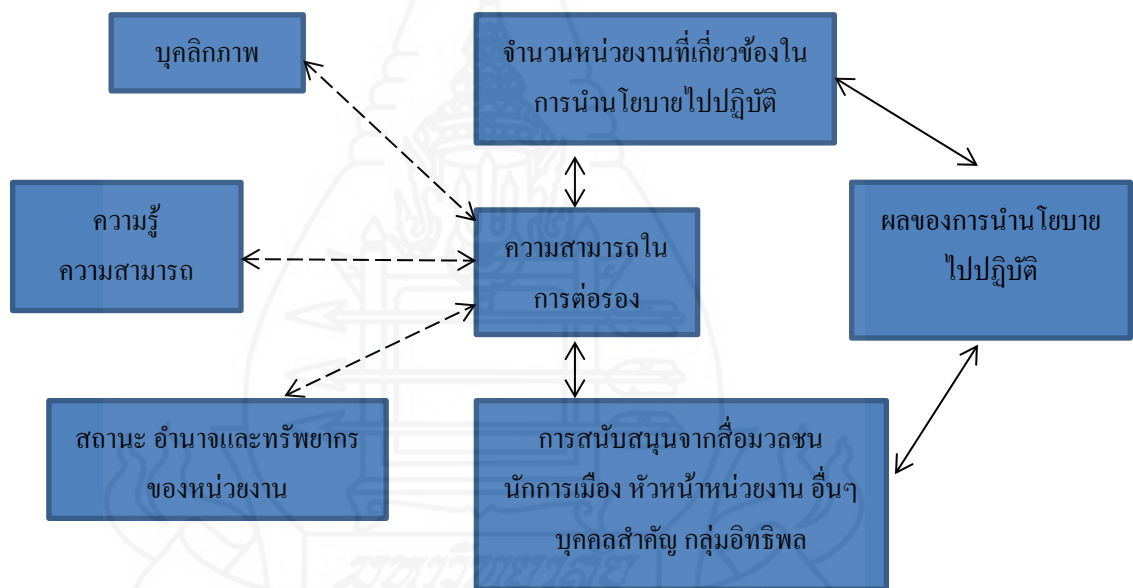 บุคลิกภาพ
จำนวนหน่วยงานที่เกี่ยวข้องใน
การนำนโยบายไปปฏิบัติ
ความรู้
ความสามารถ
ความสามารถใน
การต่อรอง
ผลของการนำนโยบาย
ไปปฏิบัติ
สถานะ อำนาจและทรัพยากร
ของหน่วยงาน
การสนับสนุนจากสื่อมวลชน
นักการเมือง หัวหน้าหน่วยงาน อื่นๆ
บุคคลสำคัญ กลุ่มอิทธิพล